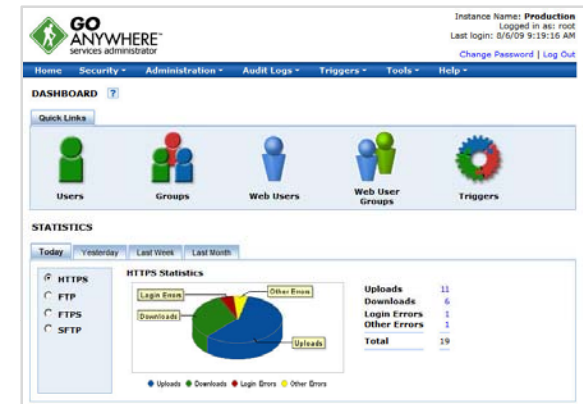 GO
ANYWHERE™
services administrator
Instance Name: Production
Logged in as: root
Last login: 8/6/09 9:19:16 AM
Change Password | Log Out
Home Security Administration Audit Logs Triggers Tools Help
DASHBOARD ?
Quick Links
Users Groups Web Users Web User Groups Triggers
STATISTICS
Today Yesterday Last Week Last Month
HTTPS
FTP
FTPS
SFTP
HTTPS Statistics
Login Errors
Other Errors
Downloads
Uploads
Uploads Downloads Login Errors Other Errors
Uploads 11
Downloads 6
Login Errors 1
Other Errors 1
Total 19